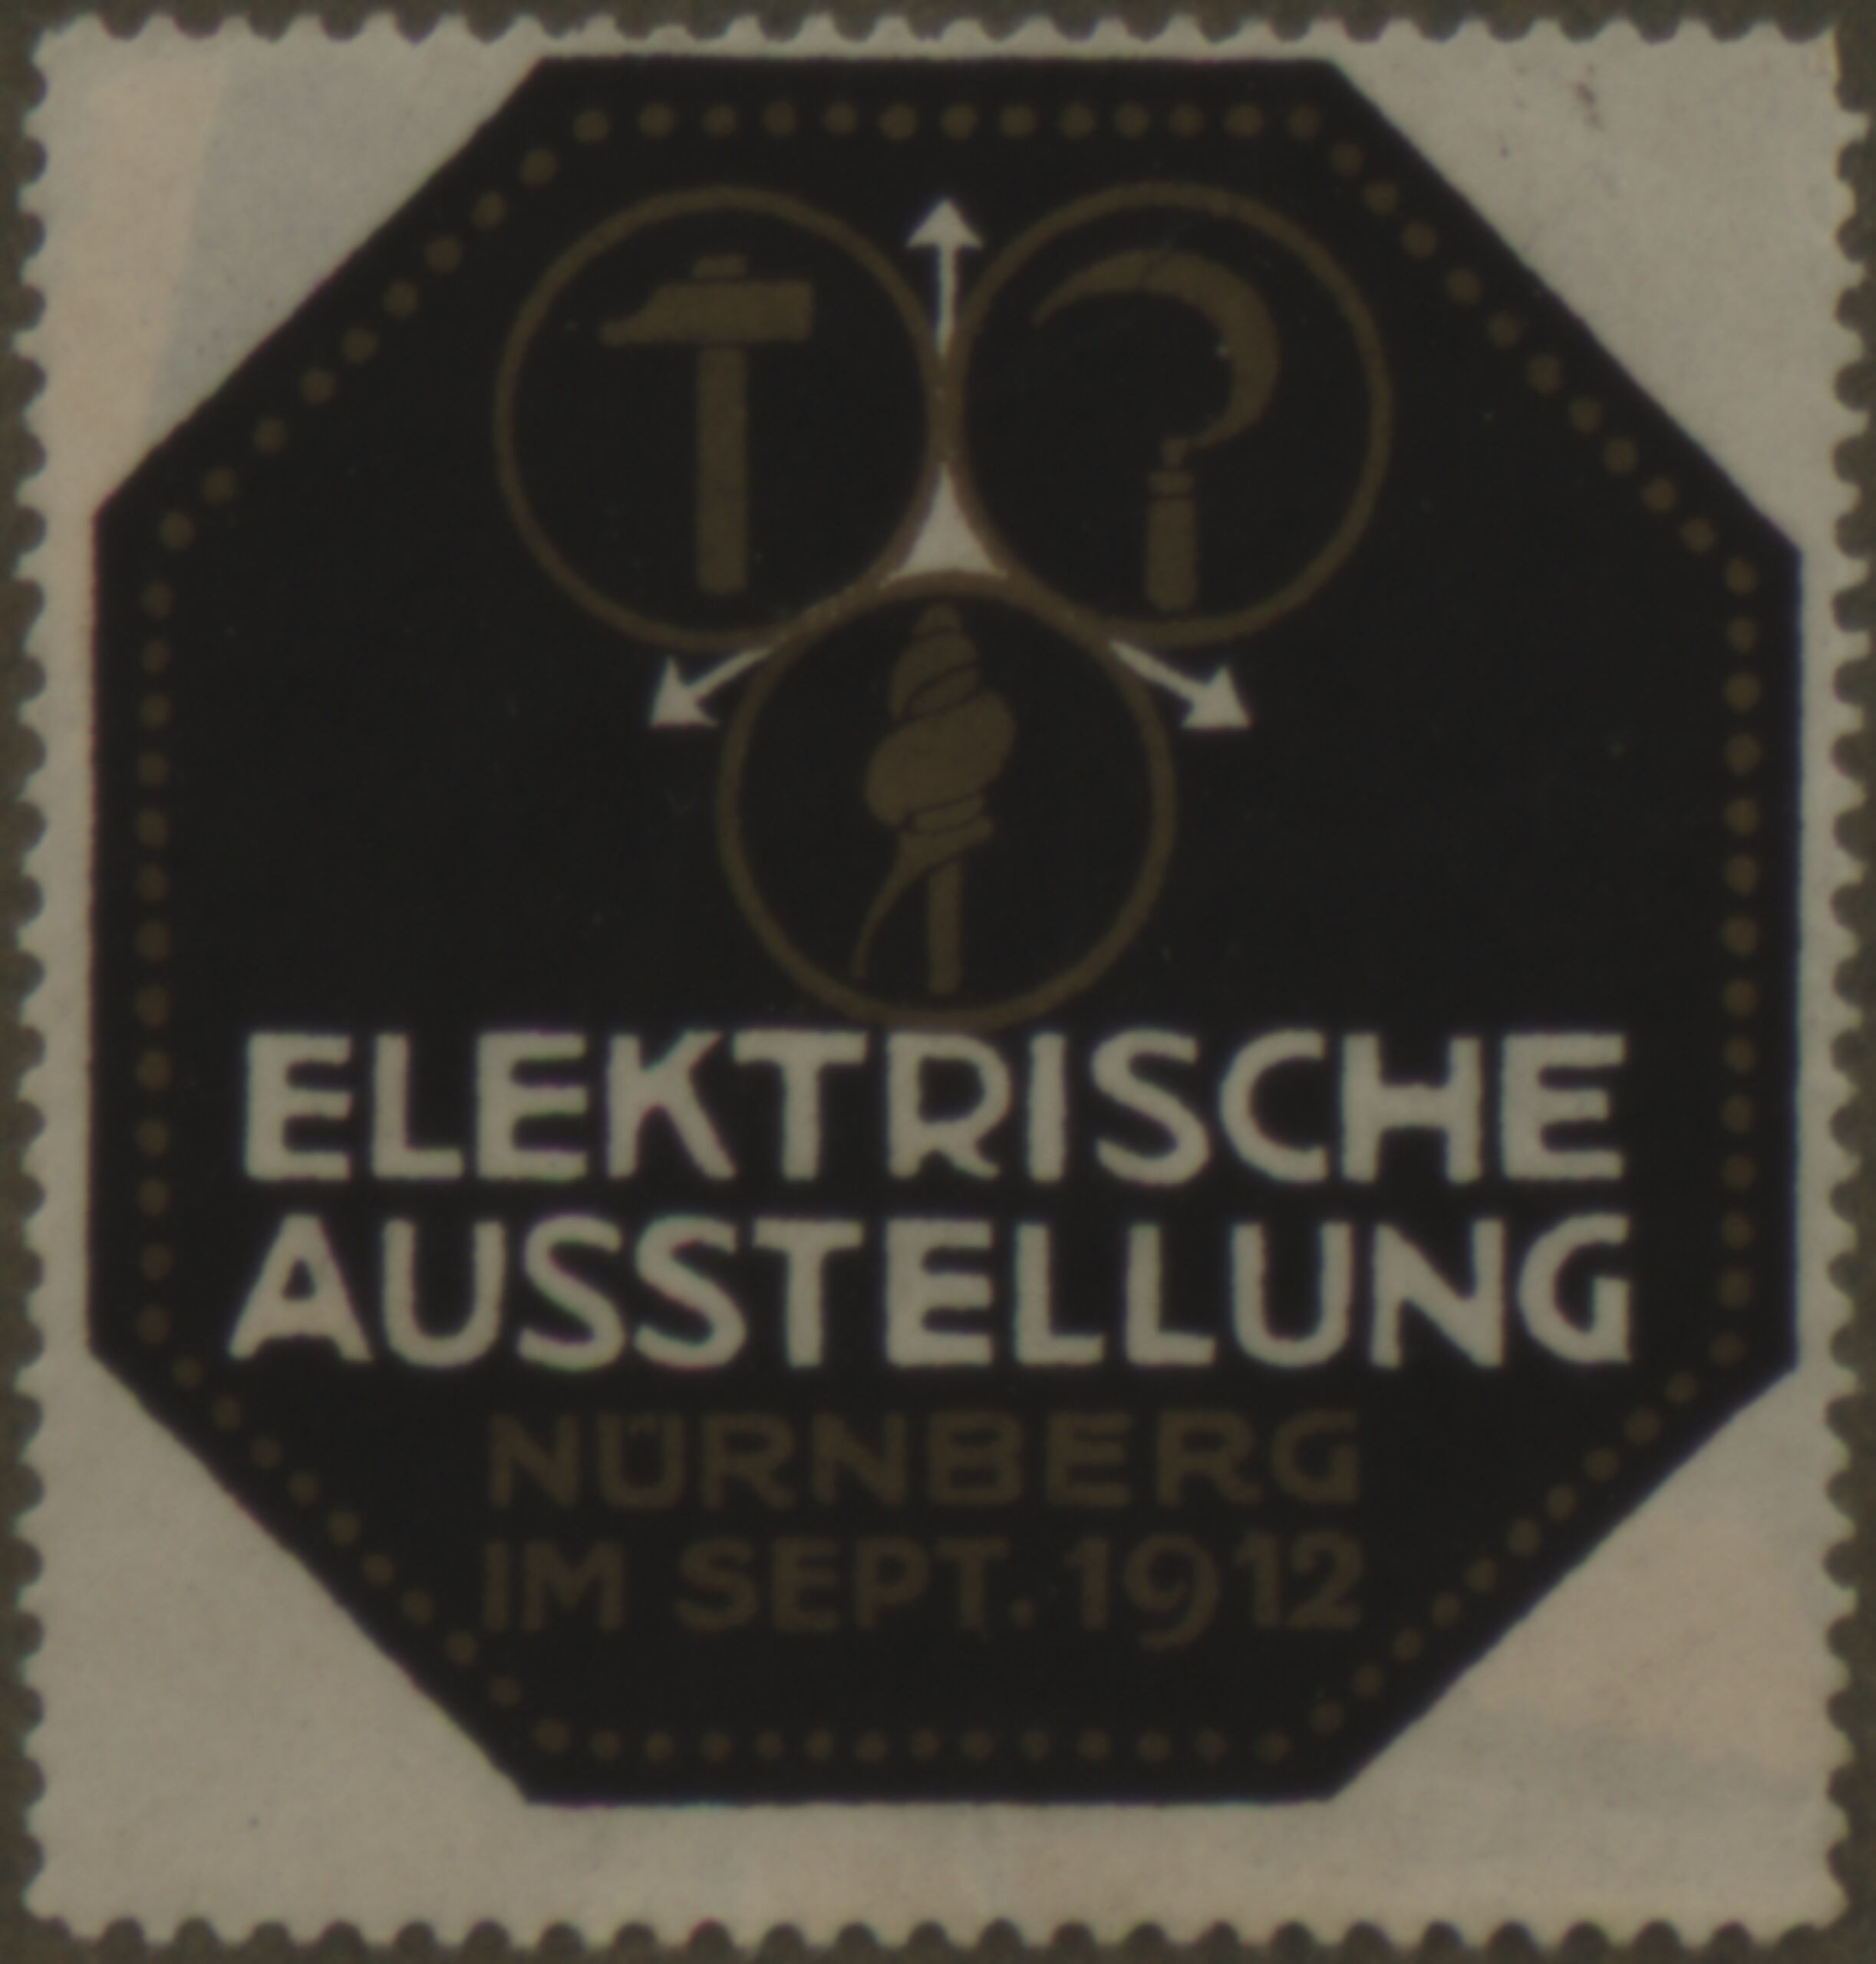 ELEKTRISCHE
AUSSTELLUNG
NÜRNBERG
IM SEPT. 1912